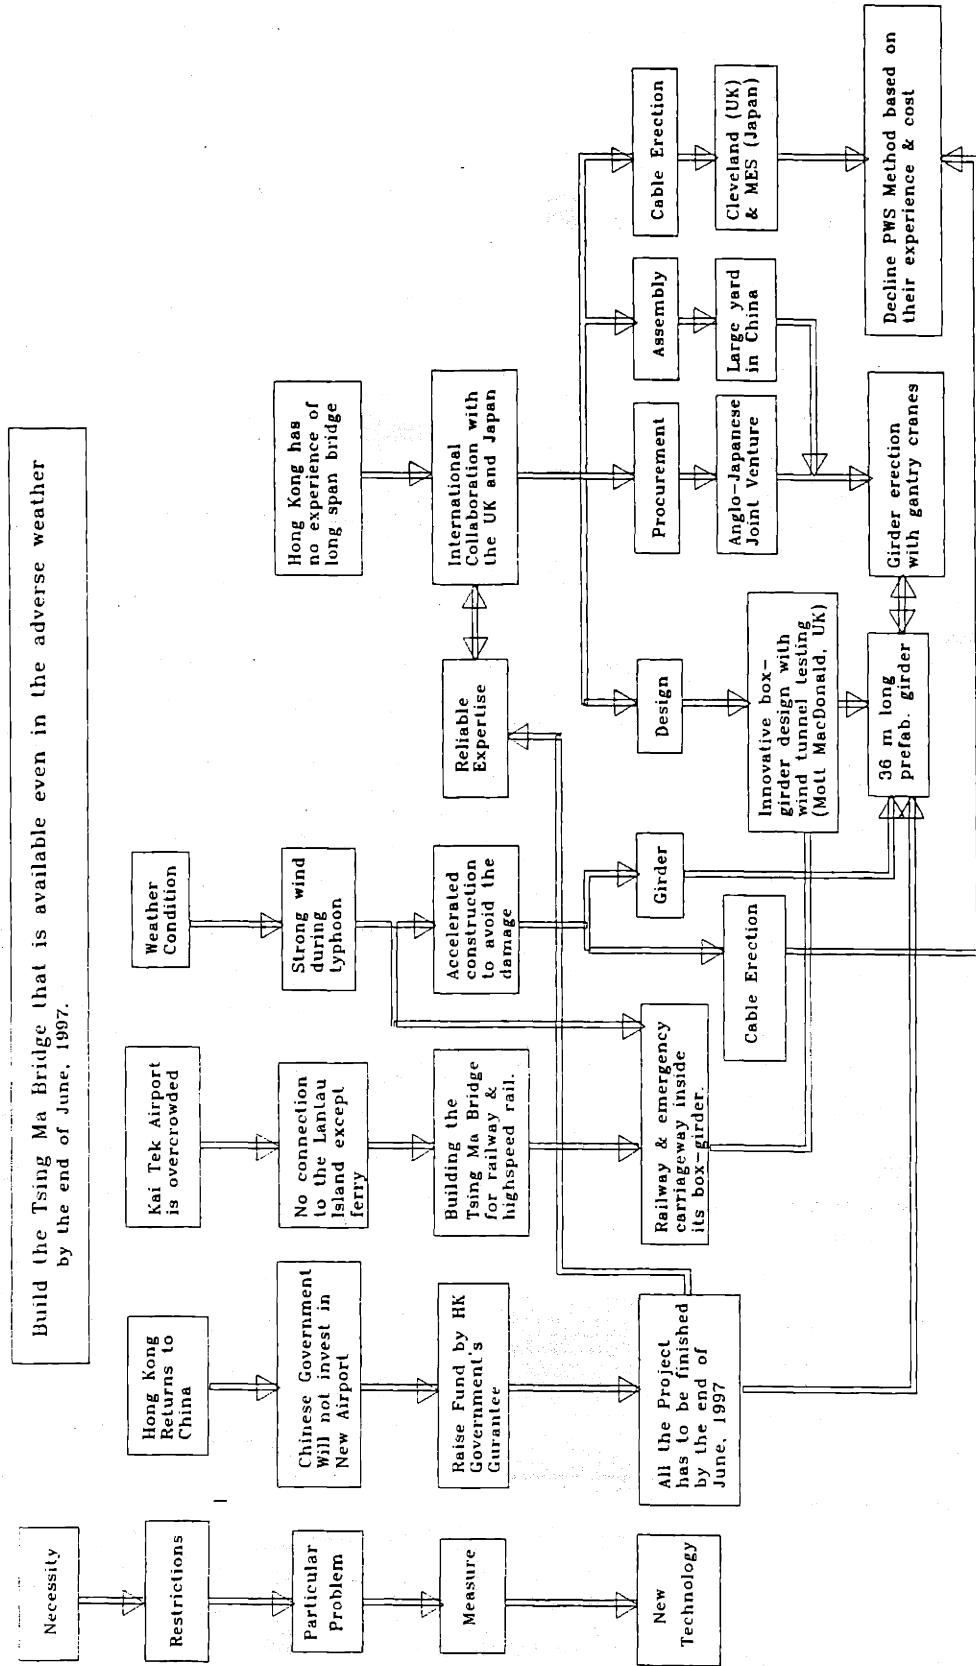 Build the Tsing Ma Bridge that is available even in the adverse weather
by the end of June, 1997.
Necessity
Restrictions
Particular
Problem
Measure
New
Technology
Hong Kong
Returns to
China
Chinese Government
Will not invest in
New Airport
Raise Fund by HK
Government's
Gurantee
All the Project
has to be finished
by the end of
June, 1997
Kai Tek Airport
is overcrowded
No connection
to the Lantau
Island except
ferry
Building the
Tsing Ma Bridge
for railway &
highspeed rail.
Railway & emergency
carriageway inside
its box-girder.
Weather
Condition
Strong wind
during
typhoon
Accelerated
construction
to avoid the
damage
Cable Erection
Girder
Reliable
Expertise
Hong Kong has
no experience of
long span bridge
International
Collaboration with
the UK and Japan
Design
Innovative box-
girder design with
wind tunnel testing
(Mott MacDonald, UK)
36 m long
prefab. girder
Procurement
Anglo-Japanese
Joint Venture
Girder erection
with gantry cranes
Assembly
Large yard
in China
Cable Erection
Cleveland (UK)
& MES (Japan)
Decline PWS Method based on
their experience & cost